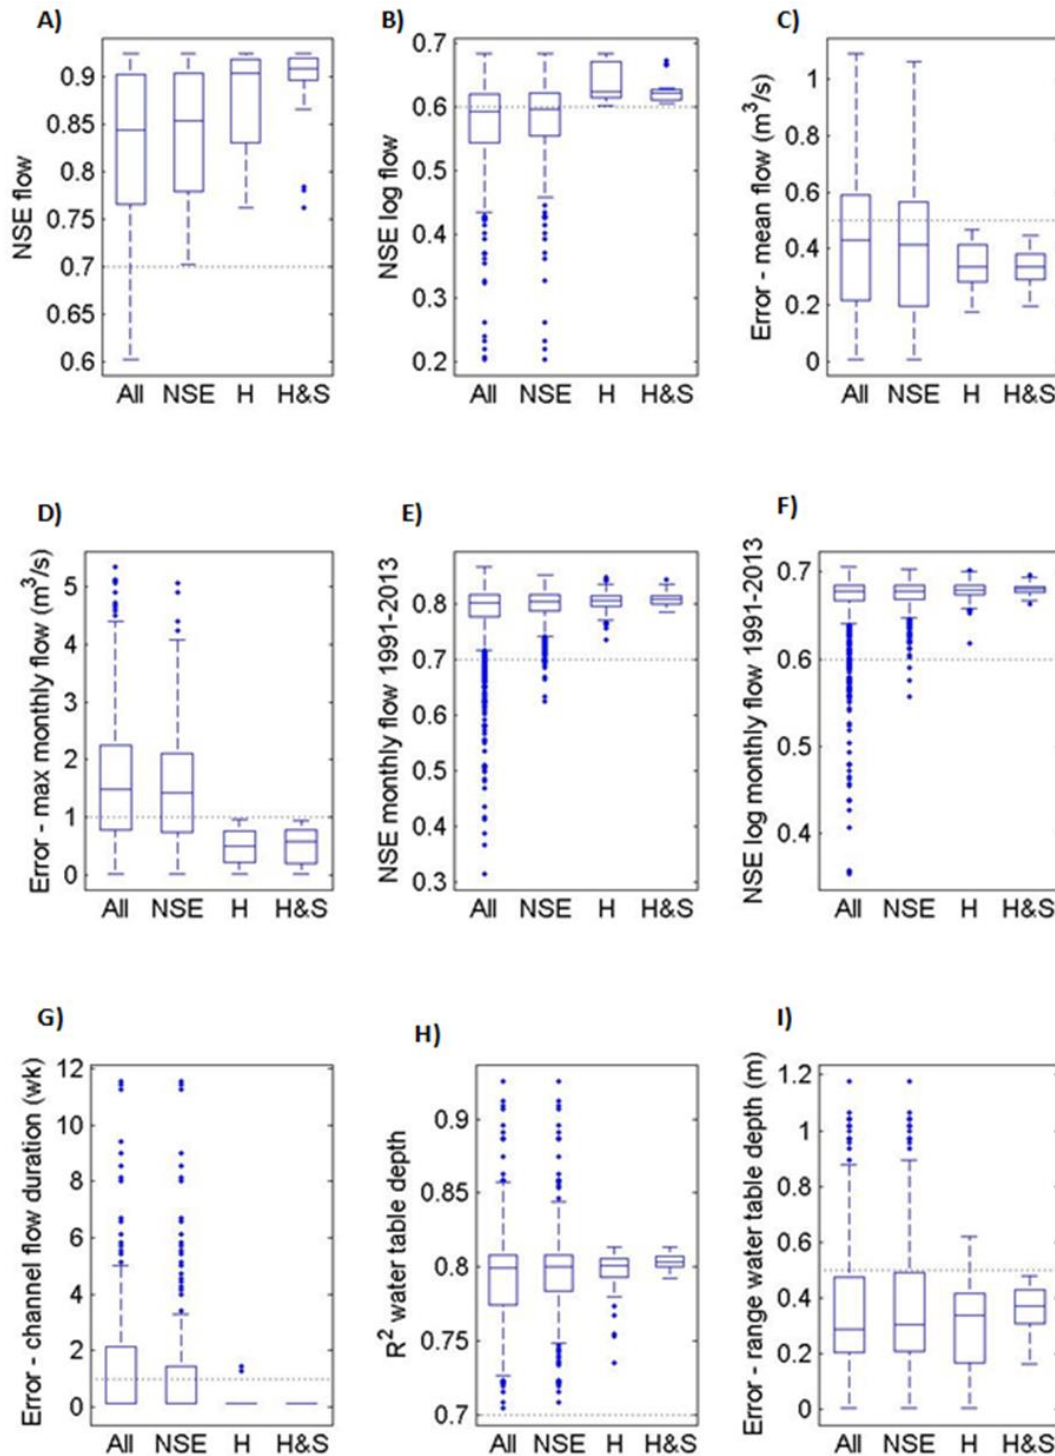 A)
NSE flow
0.9
0.85
0.8
0.75
0.7
0.65
0.6
All NSE H H&S
B)
NSE log flow
0.7
0.6
0.5
0.4
0.3
0.2
All NSE H H&S
C)
Error - mean flow (m³/s)
1
0.8
0.6
0.4
0.2
0
All NSE H H&S
D)
Error - max monthly flow (m³/s)
5
4
3
2
1
0
All NSE H H&S
E)
NSE monthly flow 1991-2013
0.8
0.7
0.6
0.5
0.4
0.3
All NSE H H&S
F)
NSE log monthly flow 1991-2013
0.7
0.6
0.5
0.4
All NSE H H&S
G)
Error - channel flow duration (wk)
12
10
8
6
4
2
0
All NSE H H&S
H)
R² water table depth
0.9
0.85
0.8
0.75
0.7
All NSE H H&S
I)
Error - range water table depth (m)
1.2
1
0.8
0.6
0.4
0.2
0
All NSE H H&S